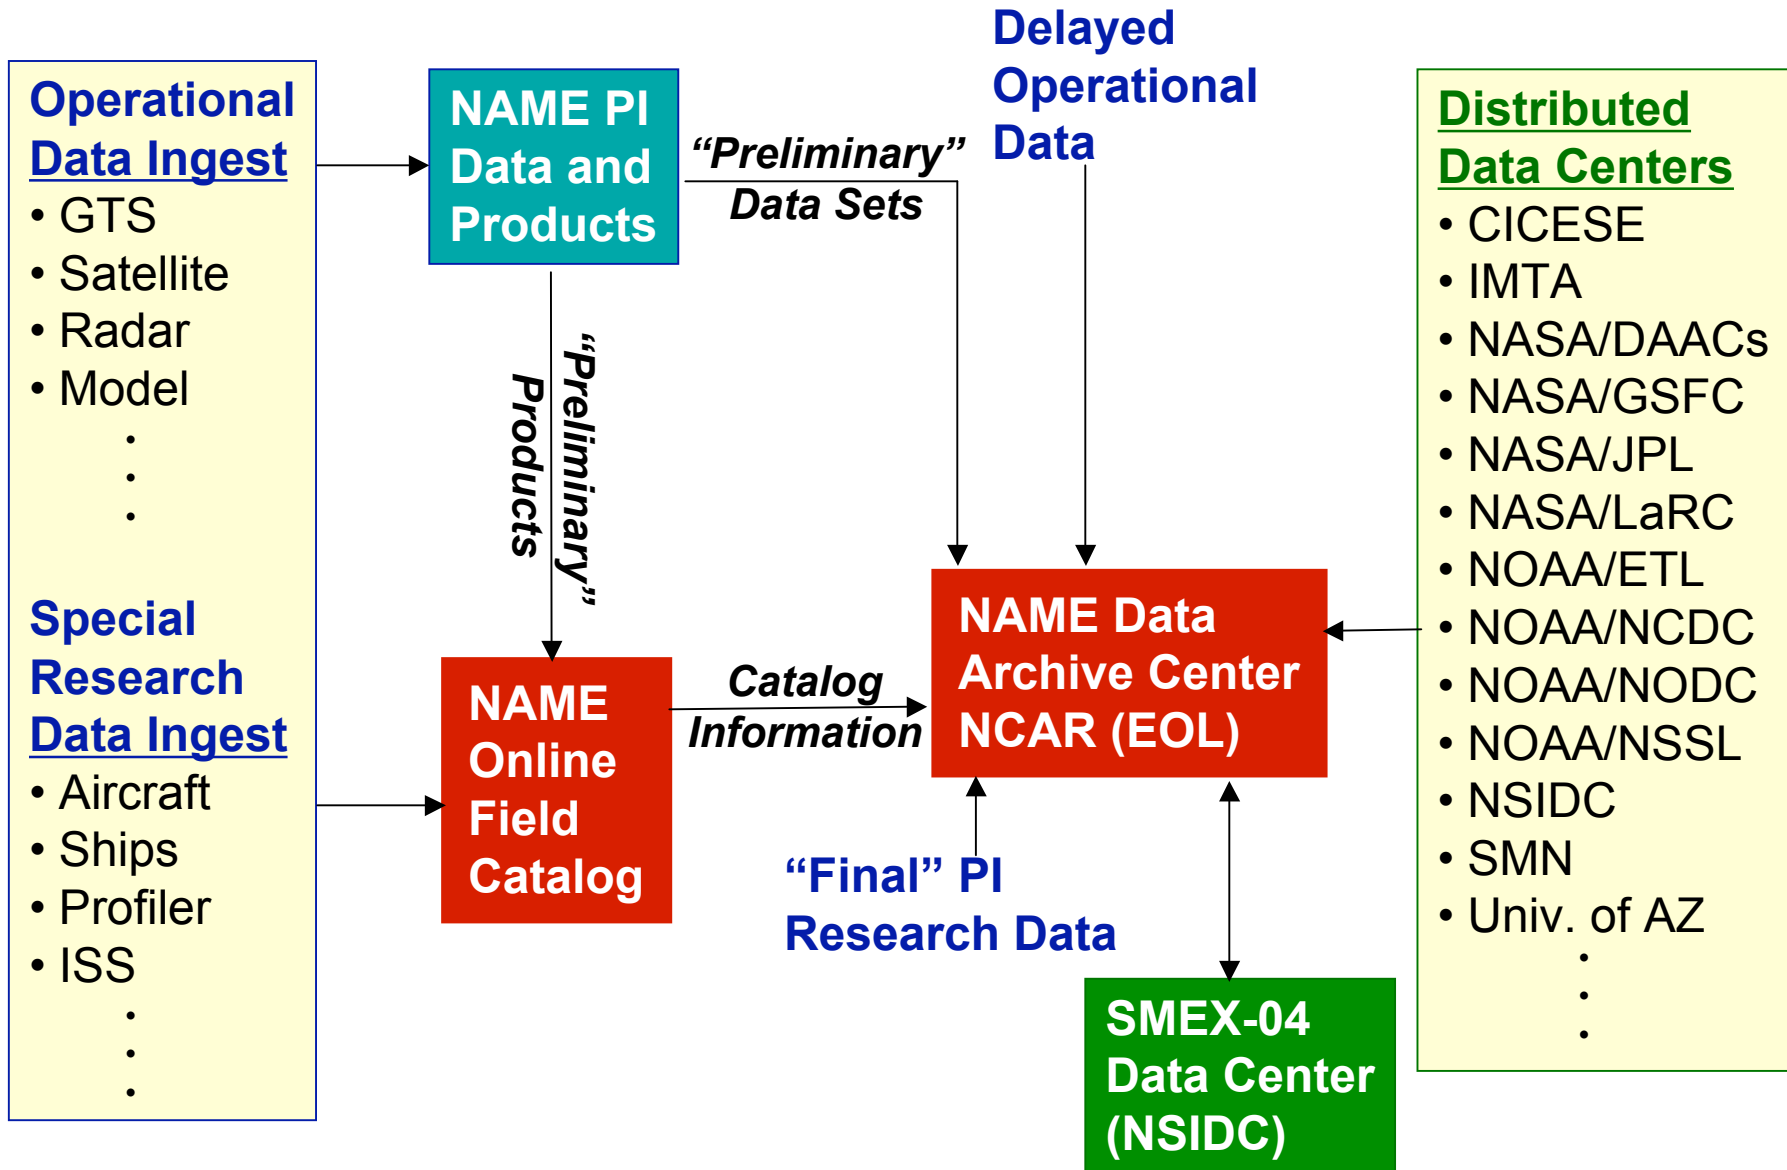 Operational
Data Ingest
• GTS
• Satellite
• Radar
• Model
Special
Research
Data Ingest
• Aircraft
• Ships
• Profiler
• ISS
NAME PI
Data and
Products
“Preliminary”
Data Sets
Delayed
Operational
Data
“Preliminary”
Products
NAME
Online
Field
Catalog
Catalog
Information
NAME Data
Archive Center
NCAR (EOL)
“Final” PI
Research Data
SMEX-04
Data Center
(NSIDC)
Distributed
Data Centers
• CICESE
• IMTA
• NASA/DAACs
• NASA/GSFC
• NASA/JPL
• NASA/LaRC
• NOAA/ETL
• NOAA/NCDC
• NOAA/NODC
• NOAA/NSSL
• NSIDC
• SMN
• Univ. of AZ